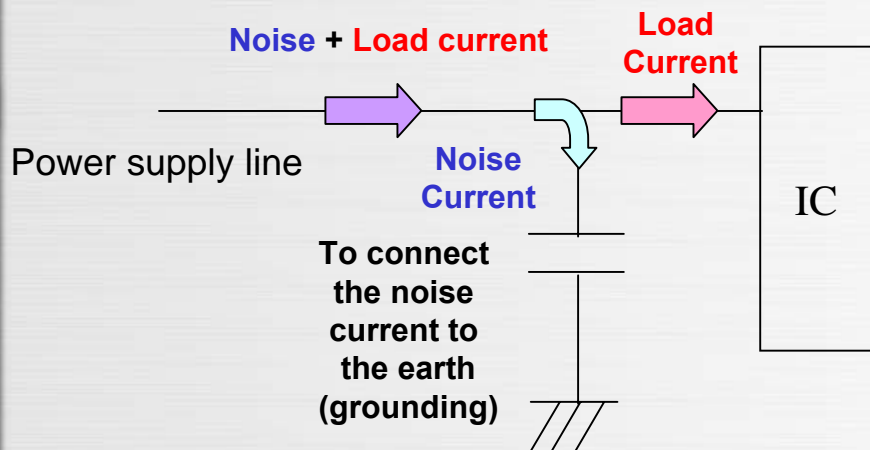 Noise + Load current
Load
Current
Power supply line
Noise
Current
IC
To connect
the noise
current to
the earth
(grounding)